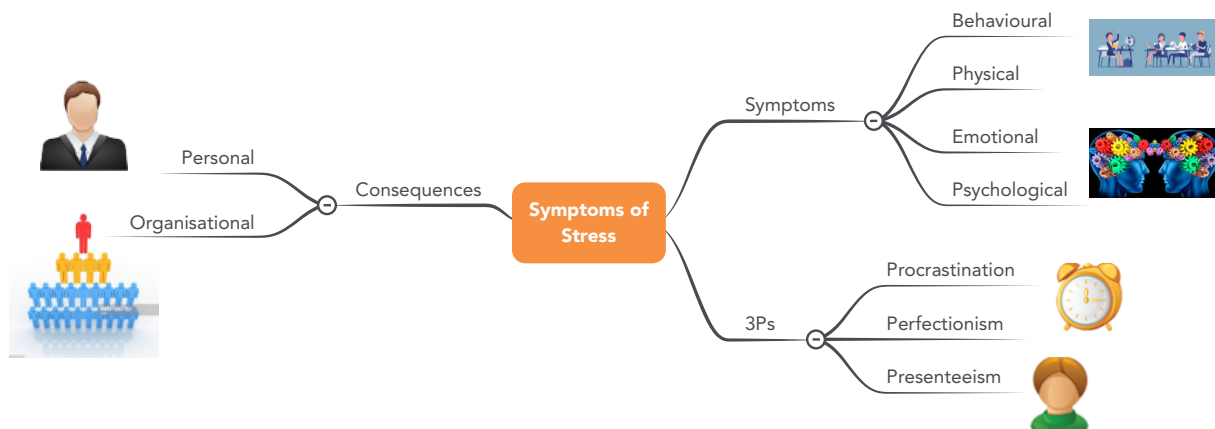 Behavioural
Physical
Symptoms
Emotional
Psychological
Personal
Consequences
Organisational
Symptoms of
Stress
Procrastination
3Ps
Perfectionism
Presenteeism